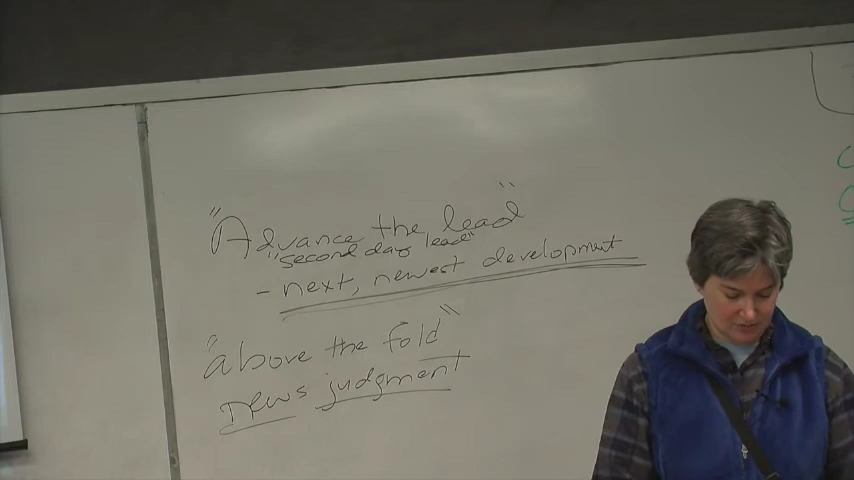 "Advance the lead"
"second day lead"
- next, newest development
"above the fold"
news judgment